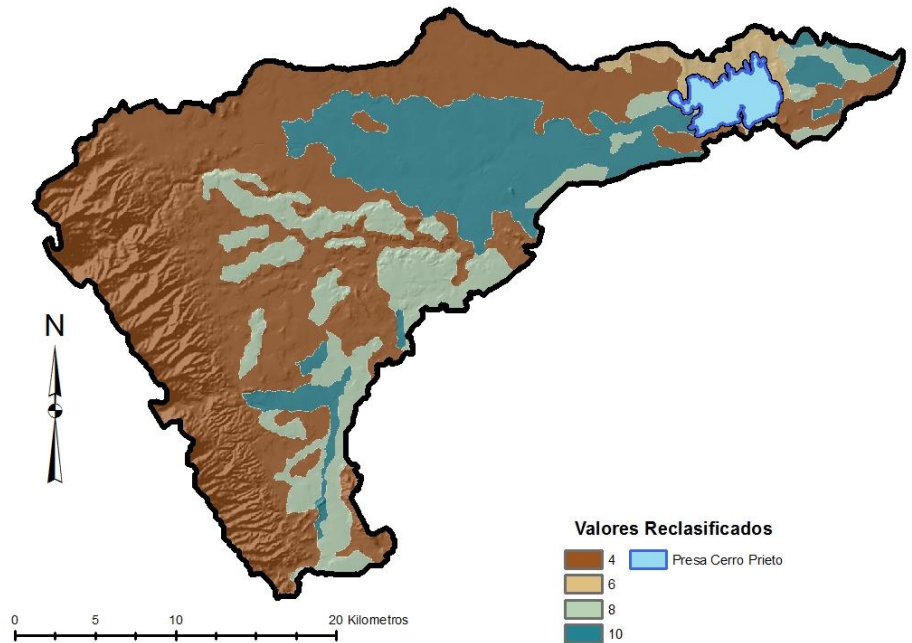 N
Valores Reclasificados
4 Presa Cerro Prieto
6
8
10
0 5 10 20 Kilometros